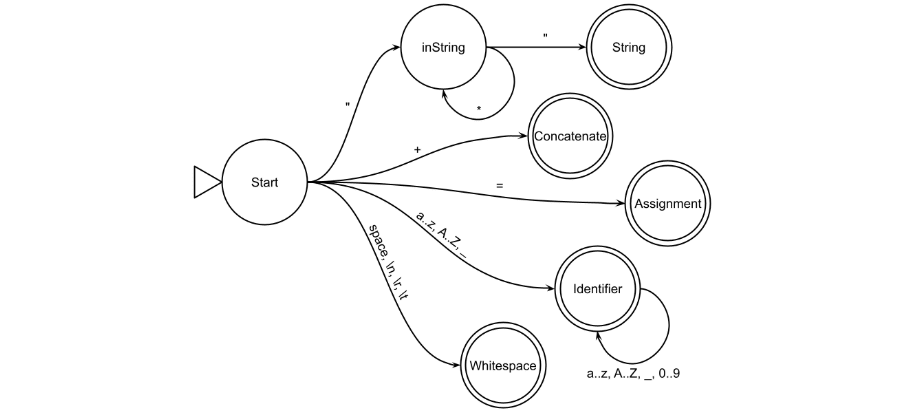 inString
"
String
*
"
Concatenate
+
Start
=
Assignment
a..z, A..Z, _
space, \n, \r, \t
Identifier
Whitespace
a..z, A..Z, _, 0..9